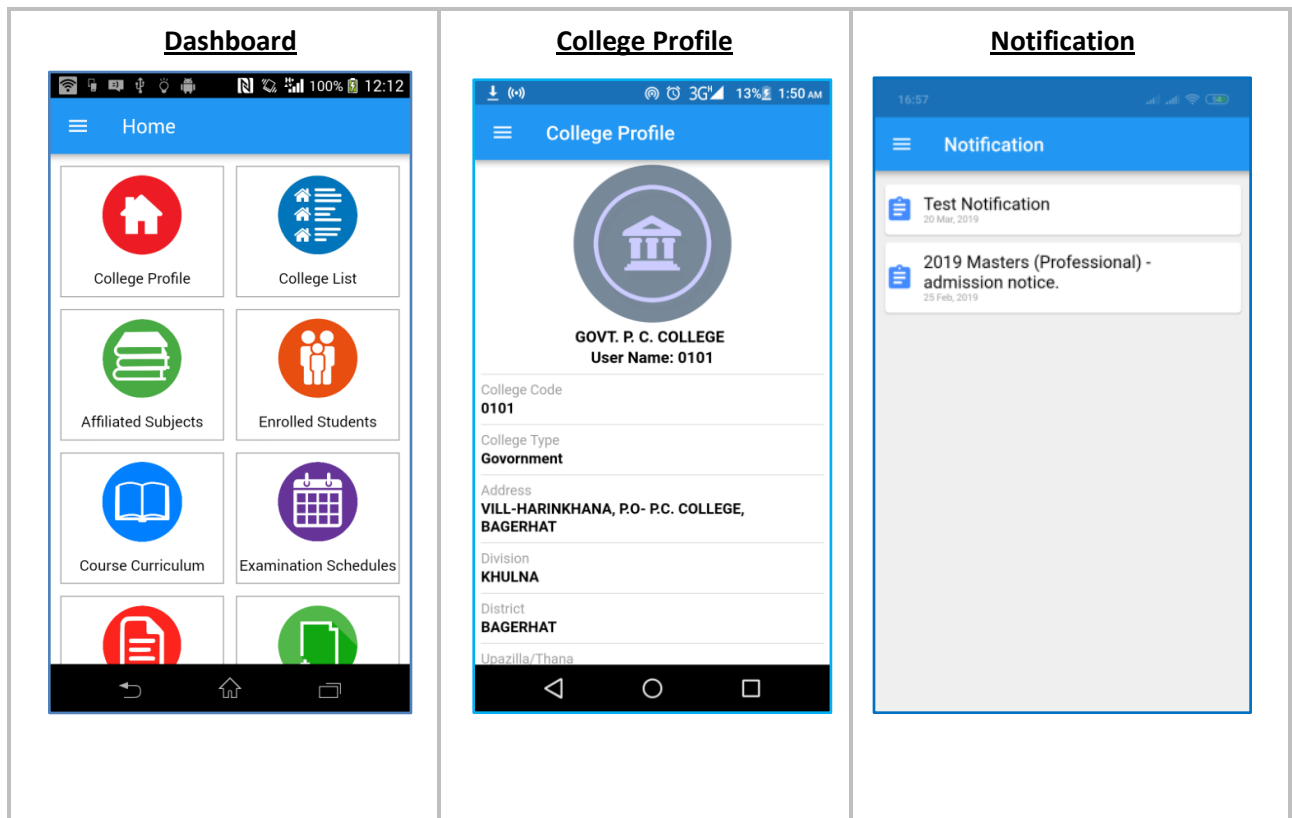 Dashboard
100% 12:12
Home
College Profile
College List
Affiliated Subjects
Enrolled Students
Course Curriculum
Examination Schedules
College Profile
3G H 13% 1:50 AM
College Profile
GOVT. P. C. COLLEGE
User Name: 0101
College Code
0101
College Type
Govornment
Address
VILL-HARINKHANA, P.O- P.C. COLLEGE,
BAGERHAT
Division
KHULNA
District
BAGERHAT
Upazilla/Thana
Notification
16:57
Notification
Test Notification
20 Mar, 2019
2019 Masters (Professional) -
admission notice.
25 Feb, 2019